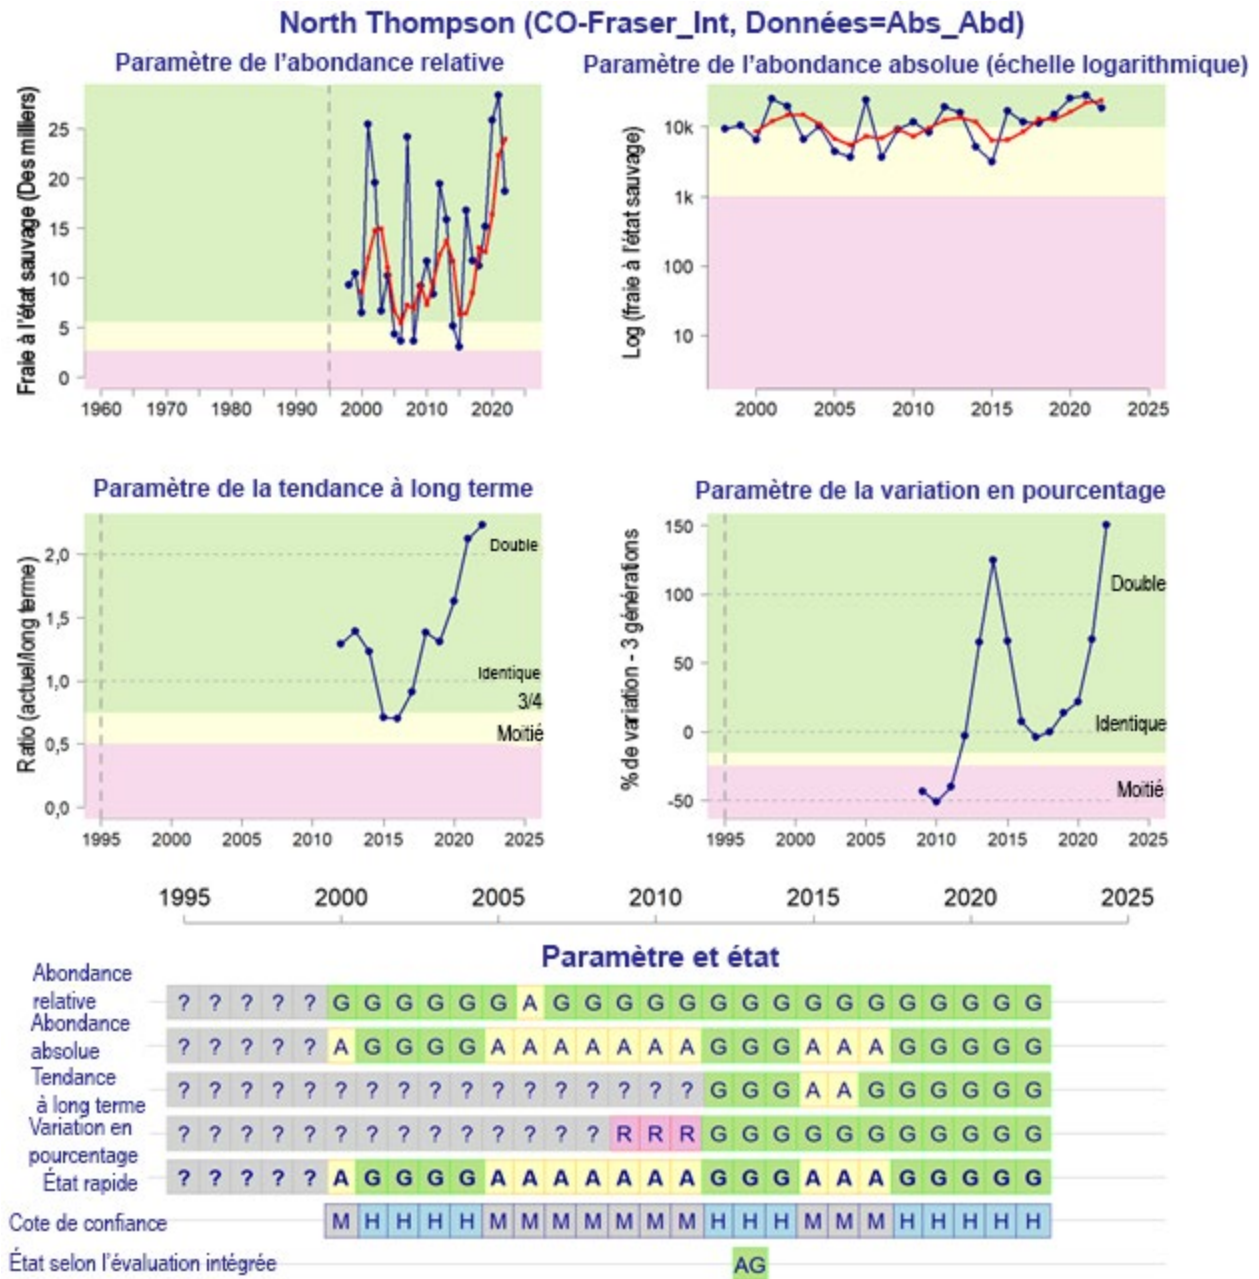 North Thompson (CO-Fraser_Int, Données=Abs_Abd)
Paramètre de l'abondance relative
Fraie à l'état sauvage (Des milliers)
25
20
15
10
5
0
1960 1970 1980 1990 2000 2010 2020
Paramètre de l'abondance absolue (échelle logarithmique)
Log (fraie à l'état sauvage)
10k
1k
100
10
2000 2005 2010 2015 2020 2025
Paramètre de la tendance à long terme
Ratio (actuel/long terme)
2,0
1,5
1,0
0,5
0,0
Double
Identique
3/4
Moitié
1995 2000 2005 2010 2015 2020 2025
Paramètre de la variation en pourcentage
% de variation - 3 générations
150
100
50
0
-50
Double
Identique
Moitié
1995 2000 2005 2010 2015 2020 2025
1995 2000 2005 2010 2015 2020 2025
Paramètre et état
Abondance
relative ? ? ? ? ? G G G G G G A G G G G G G G G G G G G G G G G
Abondance
absolue ? ? ? ? ? A G G G G A A A A A A A G G G A A A G G G G G
Tendance
à long terme ? ? ? ? ? ? ? ? ? ? ? ? ? ? ? ? ? G G G A A G G G G G G
Variation en
pourcentage ? ? ? ? ? ? ? ? ? ? ? ? ? ? R R R G G G G G G G G G G G
État rapide ? ? ? ? ? A G G G G A A A A A A A G G G A A A G G G G G
Cote de confiance M H H H H M M M M M M M H H H M M M H H H H H
État selon l'évaluation intégrée AG